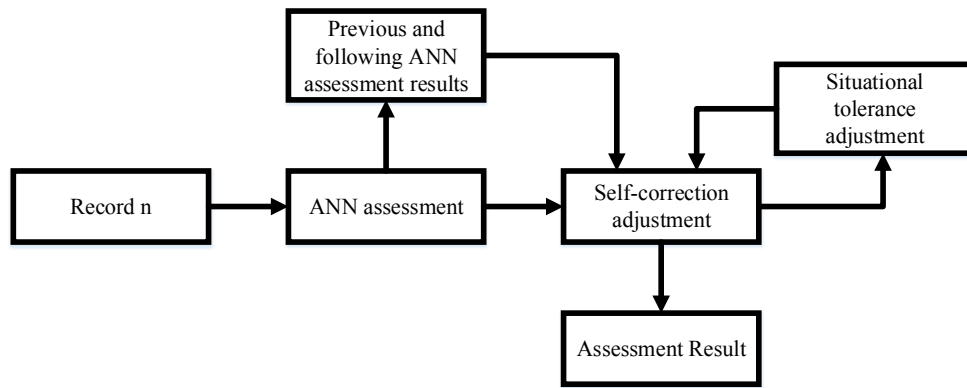 Previous and
following ANN
assessment results
Situational
tolerance
adjustment
Record n
ANN assessment
Self-correction
adjustment
Assessment Result